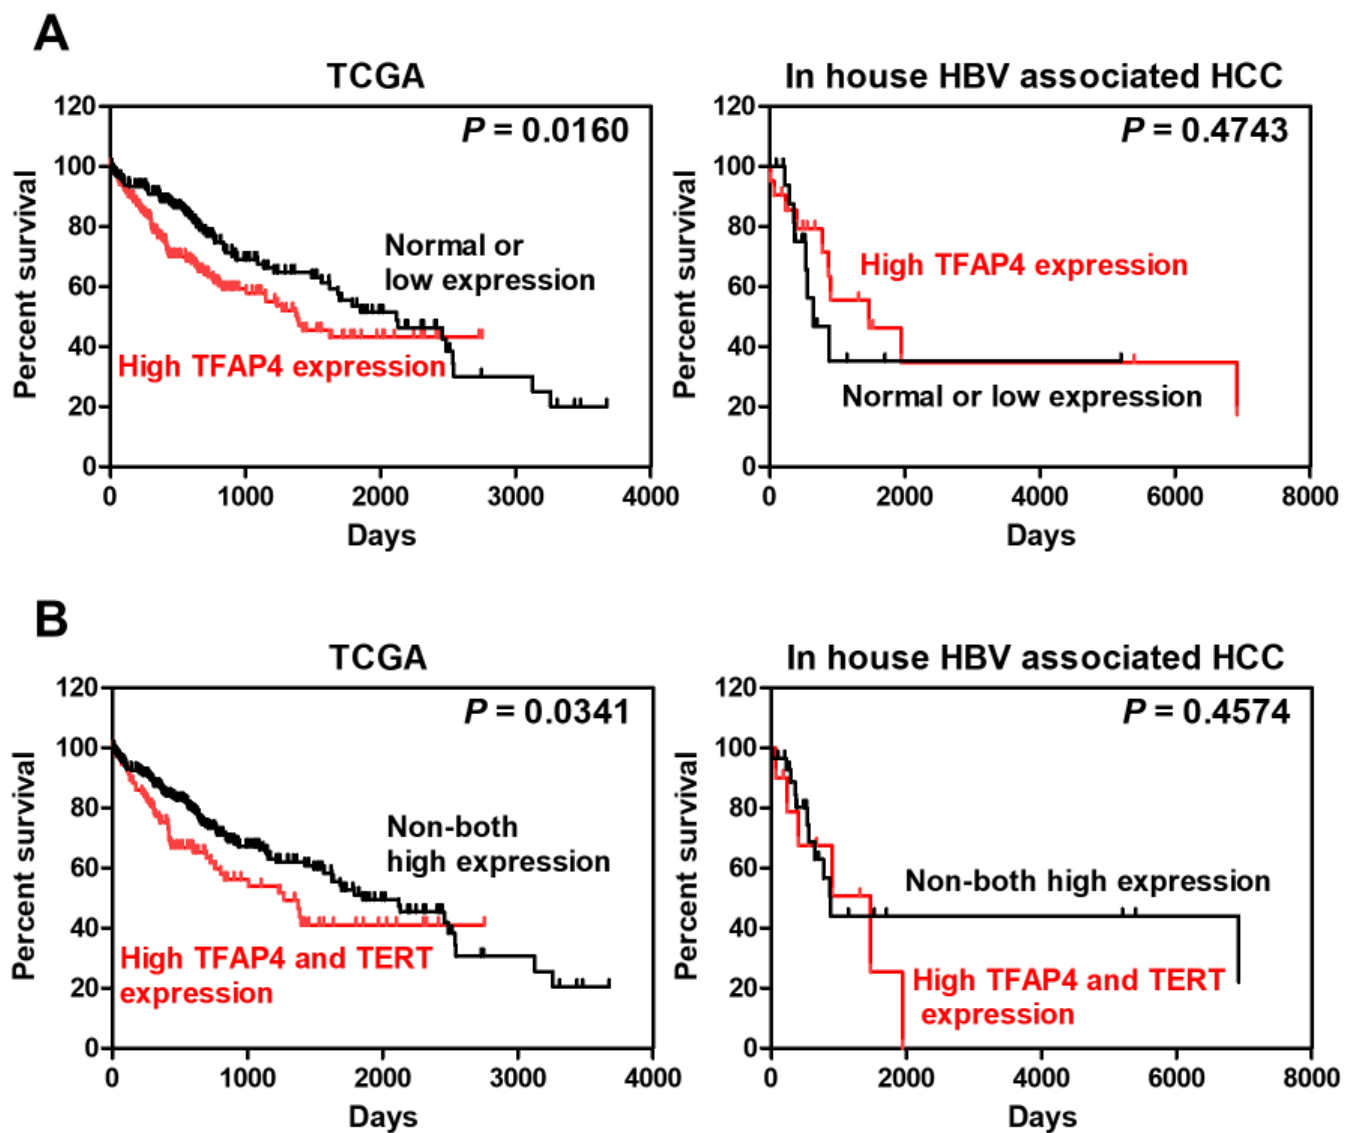 A
TCGA
In house HBV associated HCC
120
100
80
60
40
20
0
Percent survival
P = 0.0160
Normal or
low expression
High TFAP4 expression
0 1000 2000 3000 4000
Days
120
100
80
60
40
20
0
Percent survival
P = 0.4743
High TFAP4 expression
Normal or low expression
0 2000 4000 6000 8000
Days
B
TCGA
In house HBV associated HCC
120
100
80
60
40
20
0
Percent survival
P = 0.0341
Non-both
high expression
High TFAP4 and TERT
expression
0 1000 2000 3000 4000
Days
120
100
80
60
40
20
0
Percent survival
P = 0.4574
Non-both high expression
High TFAP4 and TERT
expression
0 2000 4000 6000 8000
Days